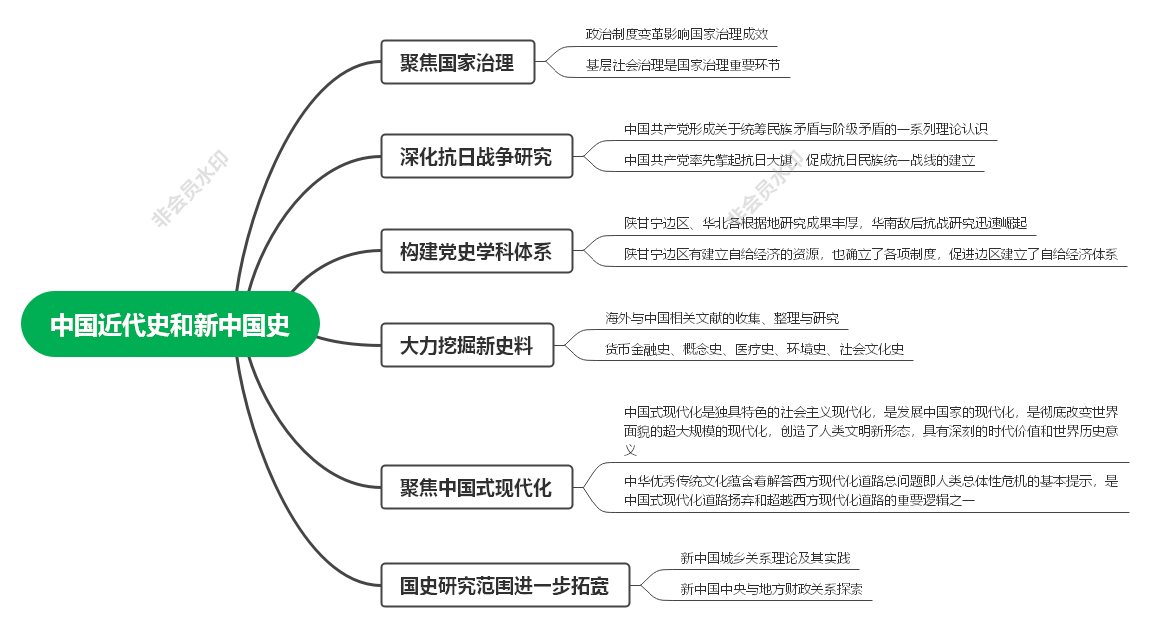 政治制度变革影响国家治理成效
聚焦国家治理
基层社会治理是国家治理重要环节
中国共产党形成关于统筹民族矛盾与阶级矛盾的一系列理论认识
深化抗日战争研究
中国共产党率先擎起抗日大旗，促成抗日民族统一战线的建立
非会员水印
非会员水印
陕甘宁边区、华北各根据地研究成果丰厚，华南敌后抗战研究迅速崛起
构建党史学科体系
陕甘宁边区有建立自给经济的资源，也确立了各项制度，促进边区建立了自给经济体系
中国近代史和新中国史
海外与中国相关文献的收集、整理与研究
大力挖掘新史料
货币金融史、概念史、医疗史、环境史、社会文化史
中国式现代化是独具特色的社会主义现代化，是发展中国家的现代化，是彻底改变世界
面貌的超大规模的现代化，创造了人类文明新形态，具有深刻的时代价值和世界历史意
义
聚焦中国式现代化
中华优秀传统文化蕴含着解答西方现代化道路总问题即人类总体性危机的基本提示，是
中国式现代化道路扬弃和超越西方现代化道路的重要逻辑之一
新中国城乡关系理论及其实践
国史研究范围进一步拓宽
新中国中央与地方财政关系探索